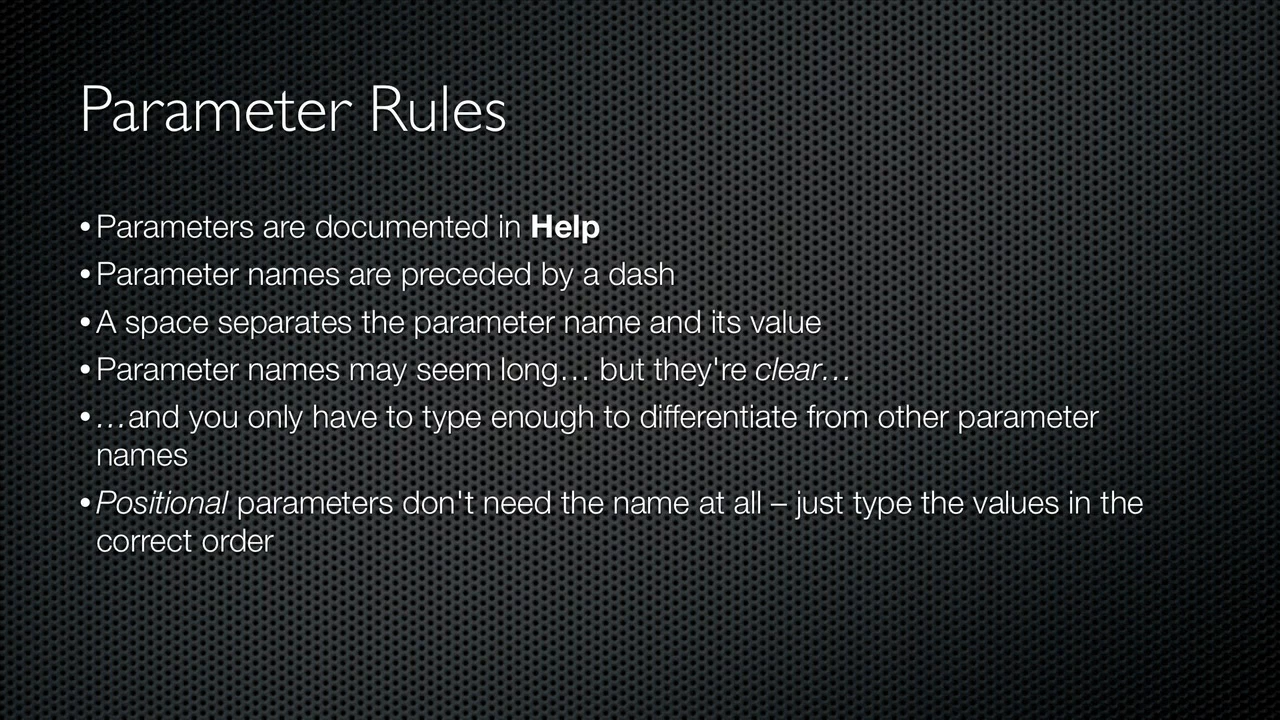 Parameter Rules
•Parameters are documented in Help
•Parameter names are preceded by a dash
•A space separates the parameter name and its value
•Parameter names may seem long… but they're clear…
•…and you only have to type enough to differentiate from other parameter
names
•Positional parameters don't need the name at all – just type the values in the
correct order